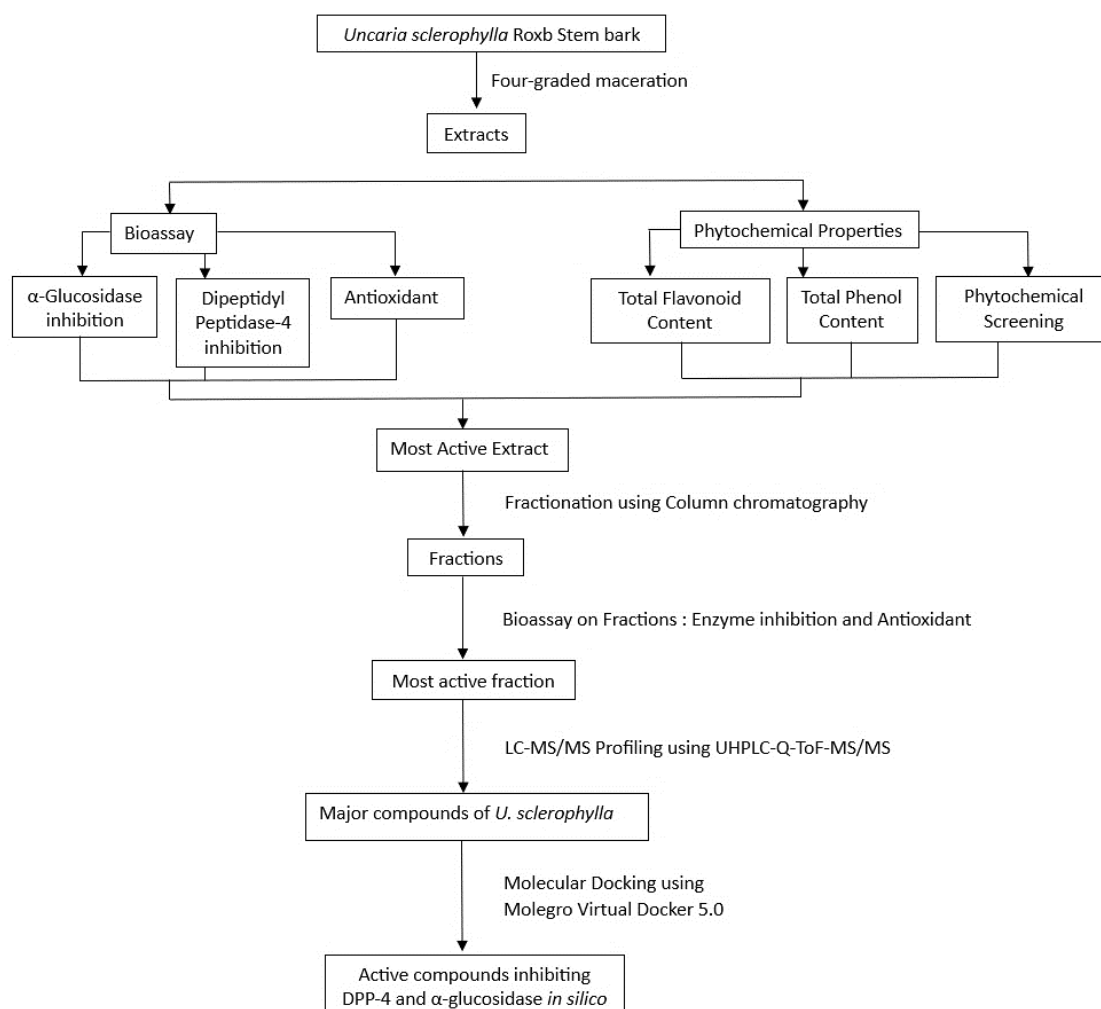 Uncaria sclerophylla Roxb Stem bark
Four-graded maceration
Extracts
Bioassay
Phytochemical Properties
α-Glucosidase
inhibition
Dipeptidyl
Peptidase-4
inhibition
Antioxidant
Total Flavonoid
Content
Total Phenol
Content
Phytochemical
Screening
Most Active Extract
Fractionation using Column chromatography
Fractions
Bioassay on Fractions : Enzyme inhibition and Antioxidant
Most active fraction
LC-MS/MS Profiling using UHPLC-Q-ToF-MS/MS
Major compounds of U. sclerophylla
Molecular Docking using
Molegro Virtual Docker 5.0
Active compounds inhibiting
DPP-4 and α-glucosidase in silico